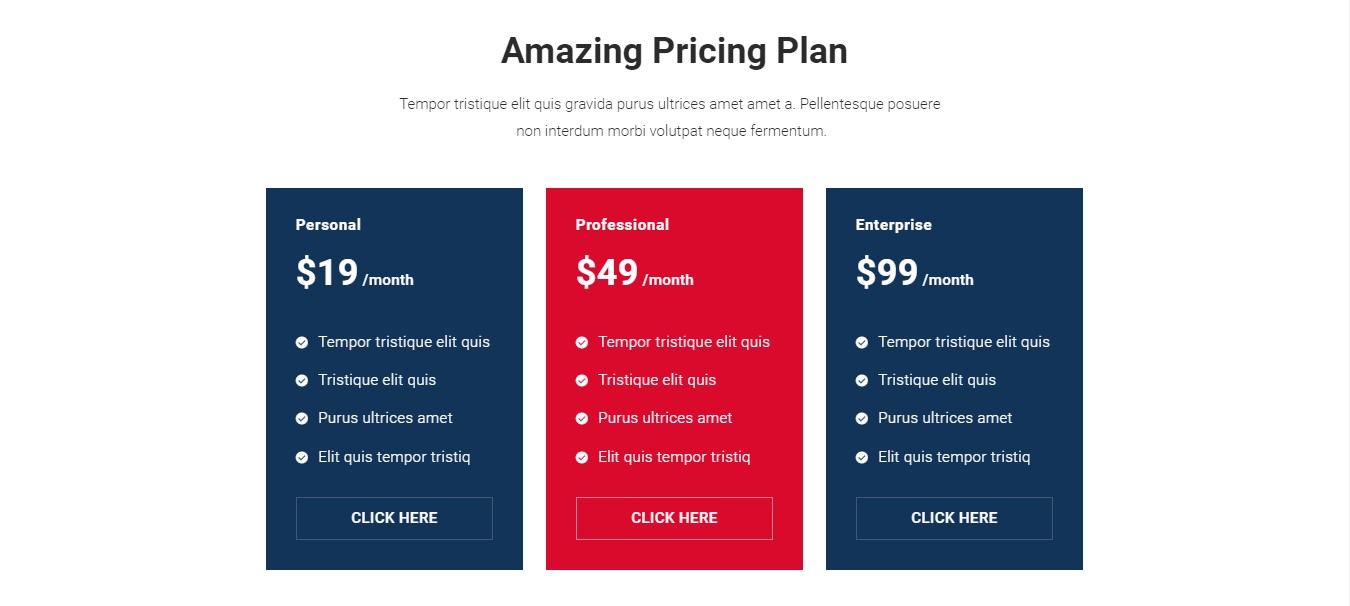 Amazing Pricing Plan
Tempor tristique elit quis gravida purus ultrices amet amet a. Pellentesque posuere
non interdum morbi volutpat neque fermentum.
Personal
$19 /month
Tempor tristique elit quis
Tristique elit quis
Purus ultrices amet
Elit quis tempor tristiq
CLICK HERE
Professional
$49 /month
Tempor tristique elit quis
Tristique elit quis
Purus ultrices amet
Elit quis tempor tristiq
CLICK HERE
Enterprise
$99 /month
Tempor tristique elit quis
Tristique elit quis
Purus ultrices amet
Elit quis tempor tristiq
CLICK HERE